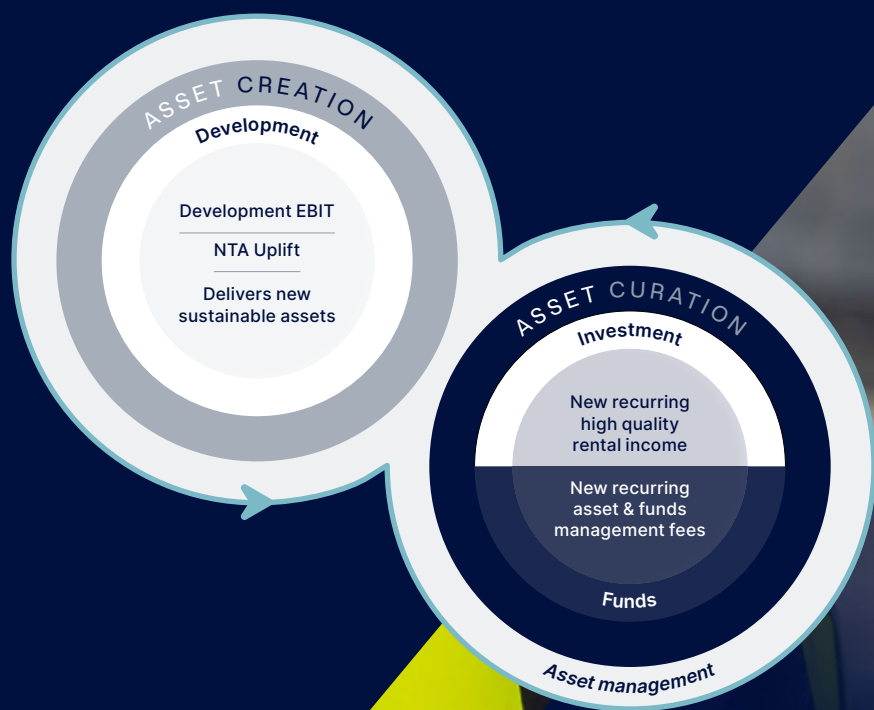 ASSET CREATION
Development
Development EBIT
NTA Uplift
Delivers new
sustainable assets
ASSET CURATION
Investment
New recurring
high quality
rental income
New recurring
asset & funds
management fees
Funds
Asset management